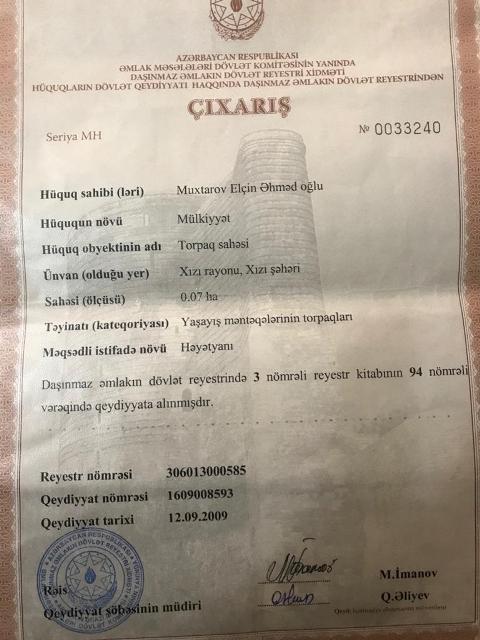 AZƏRBAYCAN RESPUBLİKASI
ƏMLAK MƏSƏLƏLƏRİ DÖVLƏT KOMİTƏSİNİN YANINDA
DAŞINMAZ ƏMLAKIN DÖVLƏT REYESTRİ XİDMƏTİ
HÜQUQLARIN DÖVLƏT QEYDİYYATI HAQQINDA DAŞINMAZ ƏMLAKIN DÖVLƏT REYESTRİNDƏN
ÇIXARIŞ
Seriya MH № 0033240
Hüquq sahibi (ləri) Muxtarov Elçin Əhməd oğlu
Hüququn növü Mülkiyyət
Hüquq obyektinin adı Torpaq sahəsi
Ünvan (olduğu yer) Xızı rayonu, Xızı şəhəri
Sahəsi (ölçüsü) 0.07 ha
Təyinatı (kateqoriyası) Yaşayış məntəqələrinin torpaqları
Məqsədli istifadə növü Həyətyanı
Daşınmaz əmlakın dövlət reyestrində 3 nömrəli reyestr kitabının 94 nömrəli
vərəqində qeydiyyata alınmışdır.
Reyestr nömrəsi 306013000585
Qeydiyyat nömrəsi 1609008593
Qeydiyyat tarixi 12.09.2009
Rəis M.İmanov
Qeydiyyat şöbəsinin müdiri Q.Əliyev